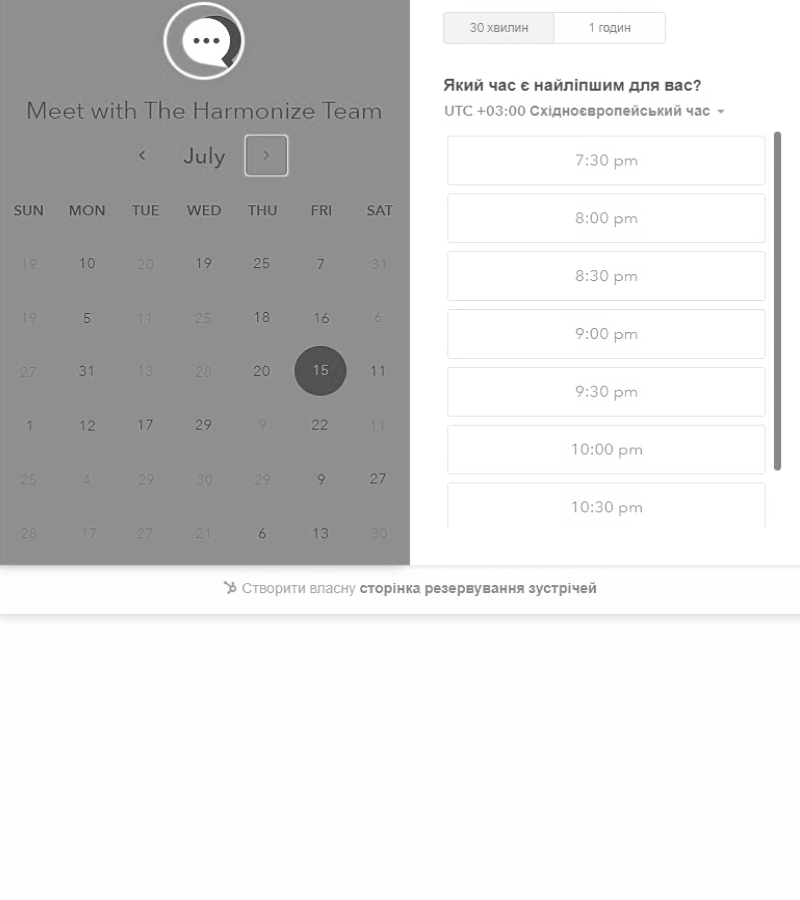 Meet with The Harmonize Team
July
SUN MON TUE WED THU FRI SAT
19 10 20 19 25 7 31
19 5 11 25 18 16 6
27 31 13 28 20 15 11
1 12 17 29 9 22 11
25 4 29 30 29 9 27
28 17 27 21 6 13 30
30 хвилин 1 годин
Який час є найліпшим для вас?
UTC +03:00 Східноєвропейський час
7:30 pm
8:00 pm
8:30 pm
9:00 pm
9:30 pm
10:00 pm
10:30 pm
Створити власну сторінка резервування зустрічей